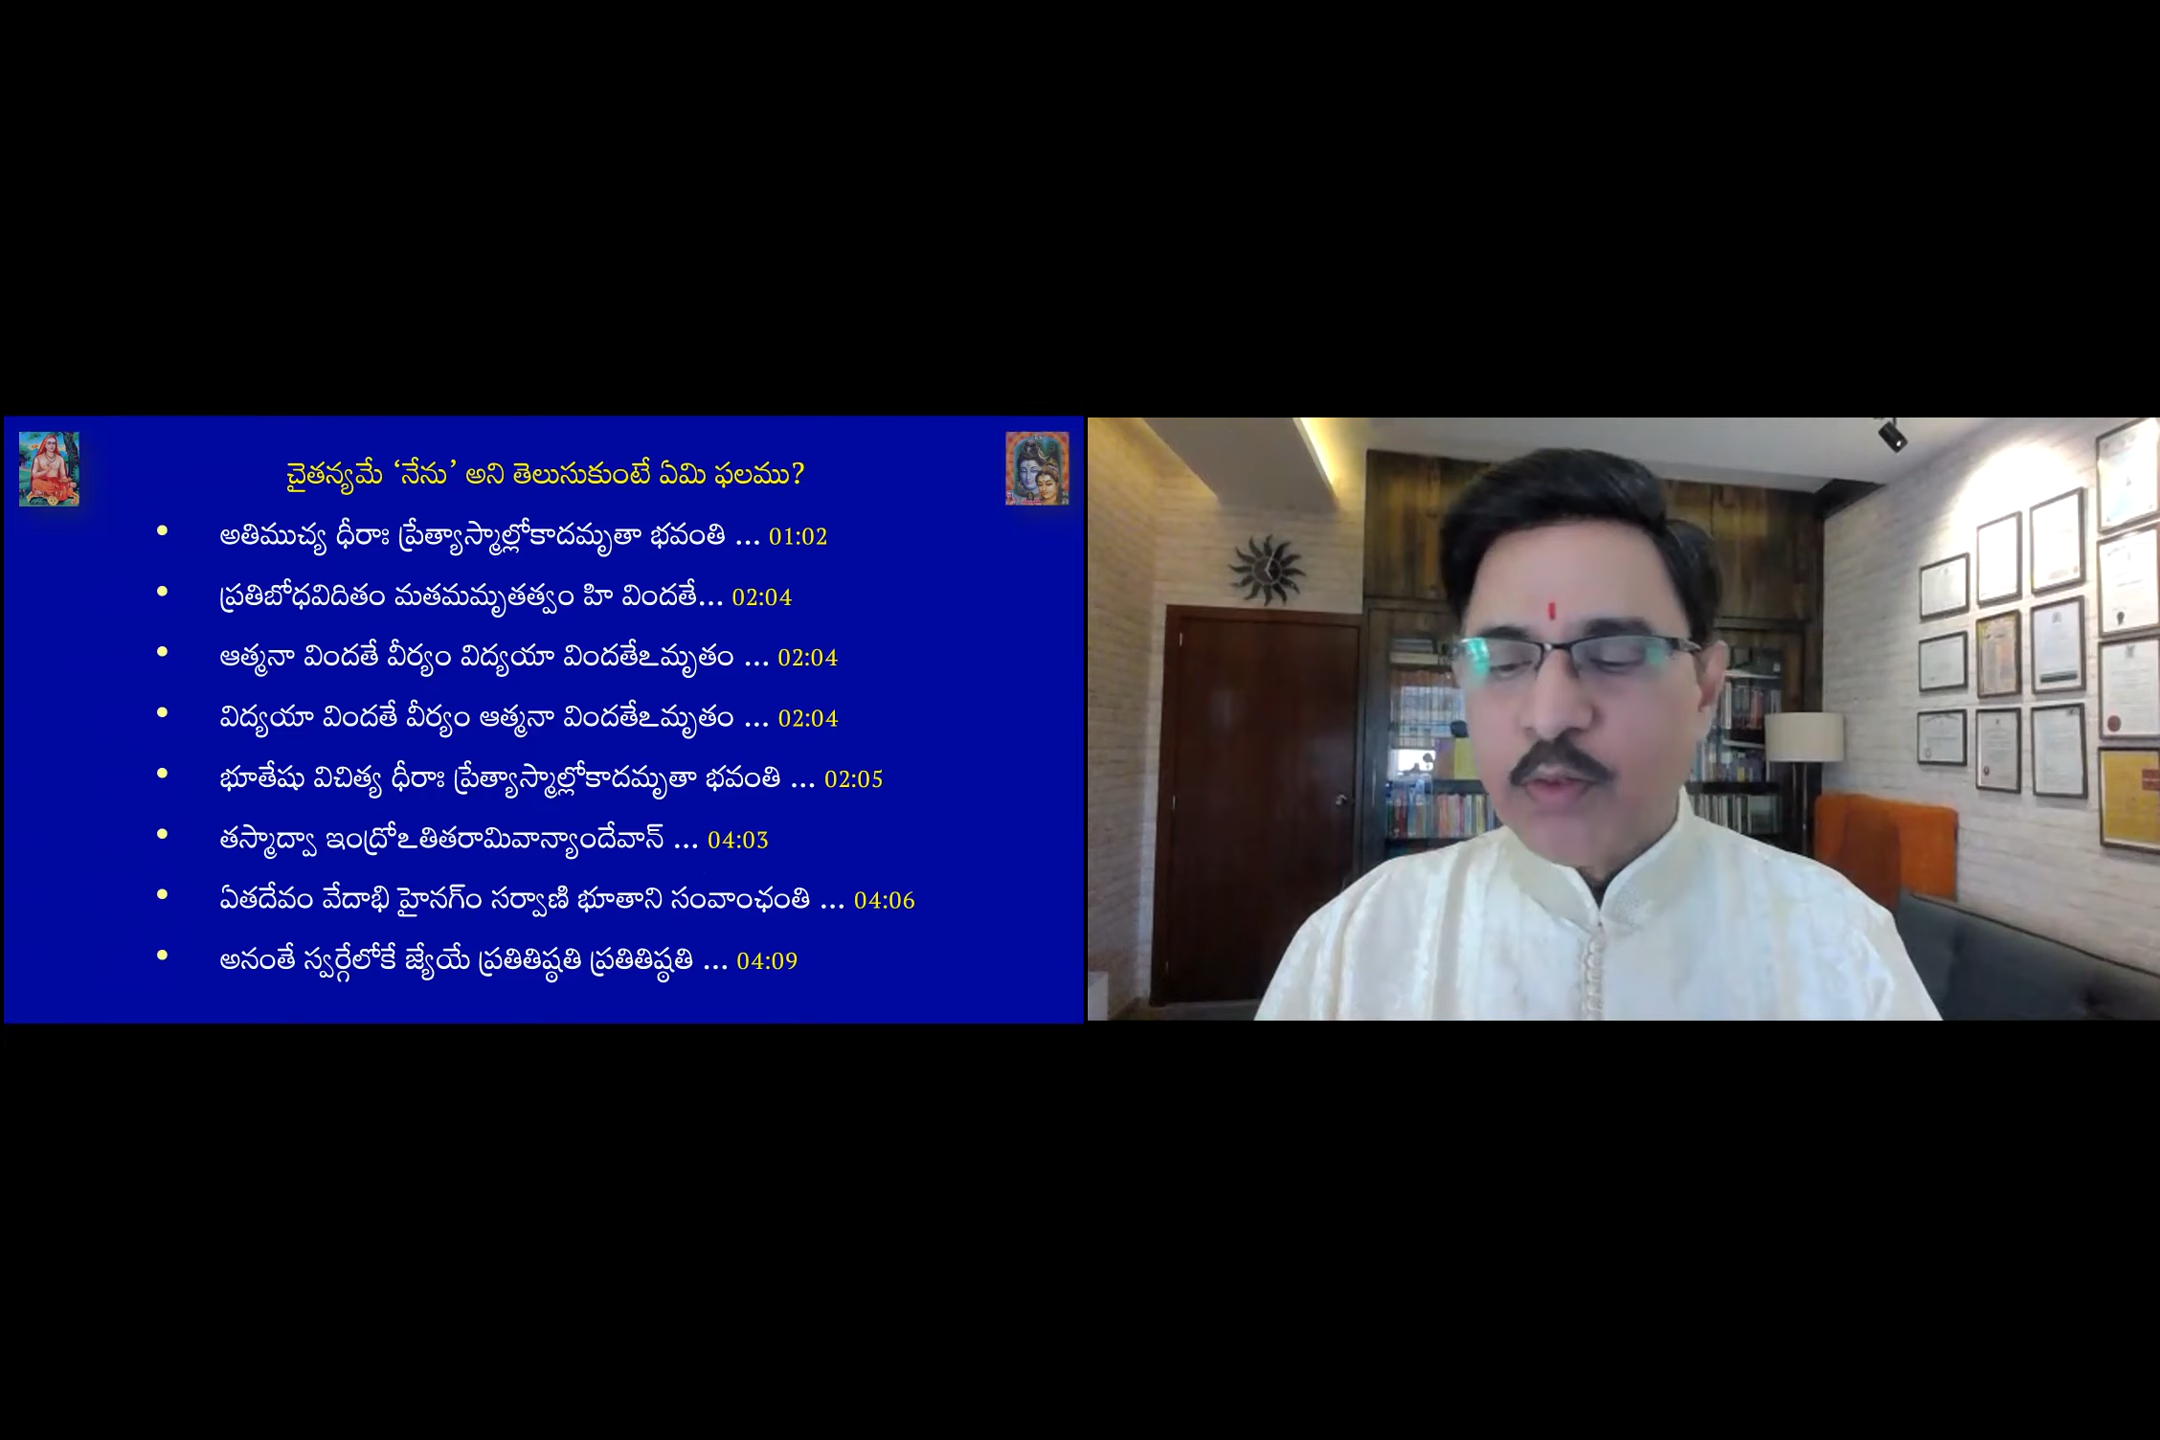 చైతన్యమే ‘నేను’ అని తెలుసుకుంటే ఏమి ఫలము?
• అతిముచ్య ధీరాః ప్రేత్యాస్మాల్లోకాదమృతా భవంతి ... 01:02
• ప్రతిబోధవిదితం మతమమృతత్వం హి విందతే... 02:04
• ఆత్మనా విందతే వీర్యం విద్యయా విందతేఽమృతం ... 02:04
• విద్యయా విందతే వీర్యం ఆత్మనా విందతేఽమృతం ... 02:04
• భూతేషు విచిత్య ధీరాః ప్రేత్యాస్మాల్లోకాదమృతా భవంతి ... 02:05
• తస్మాద్వా ఇంద్రోఽతితరామివాన్యాందేవాన్ ... 04:03
• ఏతదేవం వేదాభి హైనగ్ం సర్వాణి భూతాని సంవాంఛంతి ... 04:06
• అనంతే స్వర్గేలోకే జ్యేయే ప్రతితిష్ఠతి ప్రతితిష్ఠతి ... 04:09